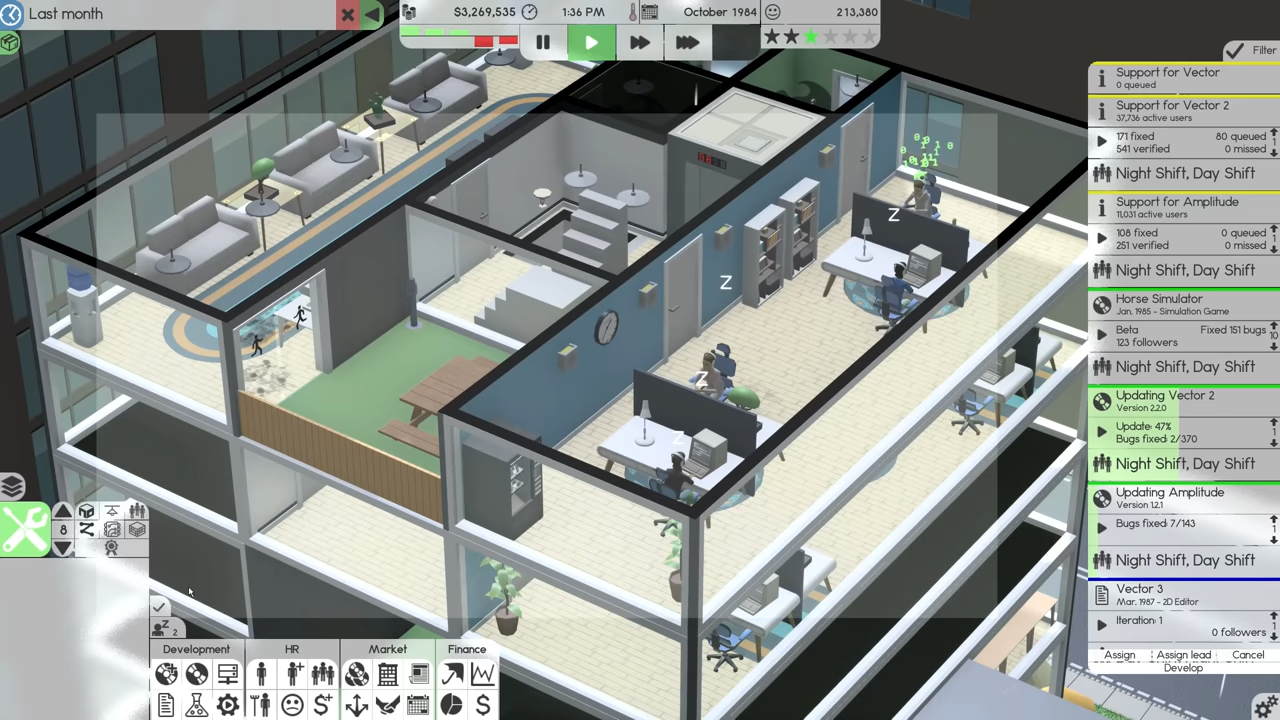 Last month
$3,269,535
1:36 PM
October 1984
213,380
Filter
Support for Vector
0 queued
Support for Vector 2
37,736 active users
171 fixed 80 queued
541 verified 0 missed
1
Night Shift, Day Shift
Support for Amplitude
11,031 active users
108 fixed 0 queued
251 verified 0 missed
1
Night Shift, Day Shift
Horse Simulator
Jan. 1985 - Simulation Game
Beta Fixed 151 bugs
123 followers
10
Night Shift, Day Shift
Updating Vector 2
Version 2.2.0
Update: 47%
Bugs fixed 2/370
1
Night Shift, Day Shift
Updating Amplitude
Version 1.2.1
Bugs fixed 7/143
1
Night Shift, Day Shift
Vector 3
Mar. 1987 - 2D Editor
Iteration: 1
0 followers
1
Assign Assign lead Cancel
Develop
Z
Z
Z
Z
8
Z 2
Development HR Market Finance